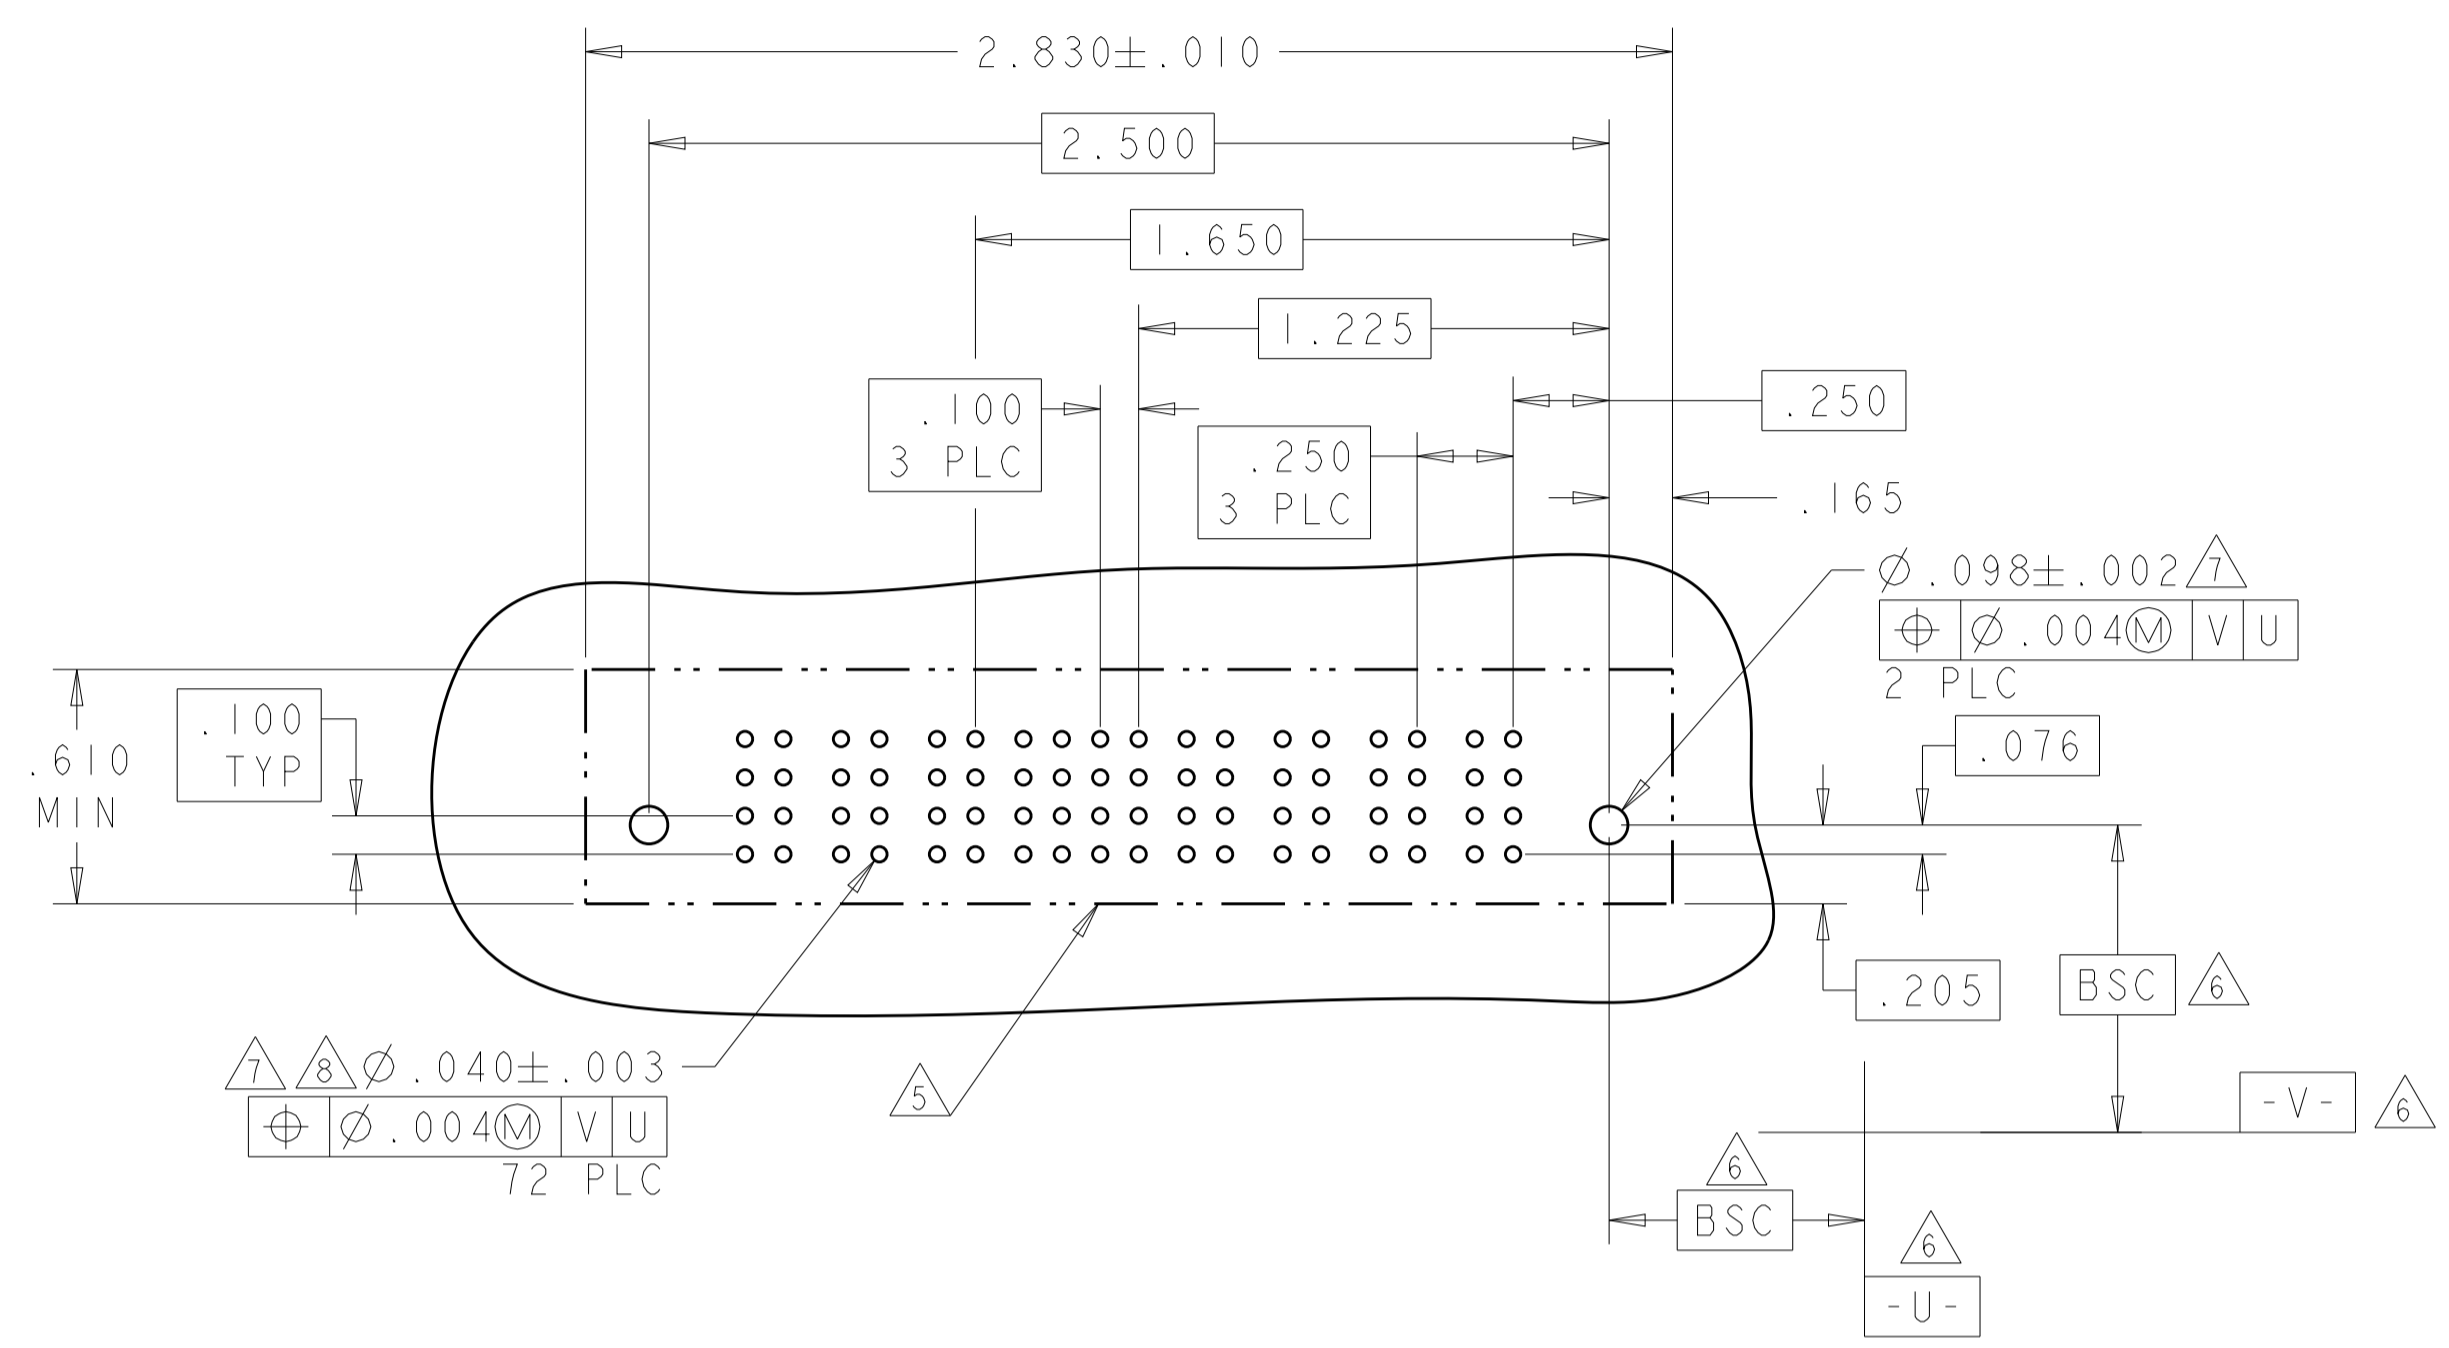 2.830±.010
2.500
1.650
1.225
.100
3 PLC
.250
.250
3 PLC
.165
⌀.098±.002 7
⌖ ⌀.004Ⓜ V U
2 PLC
.100
TYP
.610
MIN
.076
.205
BSC 6
7 8 ⌀.040±.003
⌖ ⌀.004Ⓜ V U
72 PLC
5
-V- 6
6
BSC
6
-U-